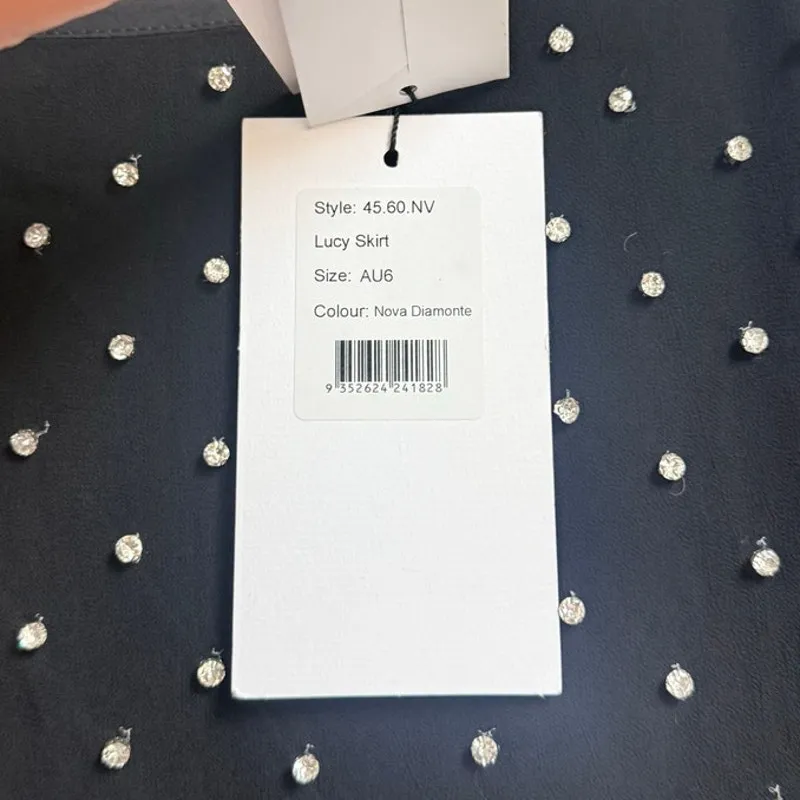 Style: 45.60.NV
Lucy Skirt
Size: AU6
Colour: Nova Diamonte
9 352624 241828